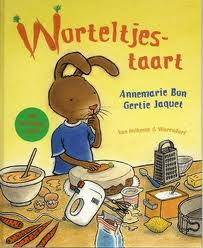 Worteltjes-
taart
Annemarie Bon
Gertie Jaquet
Van Holkema & Warendorf